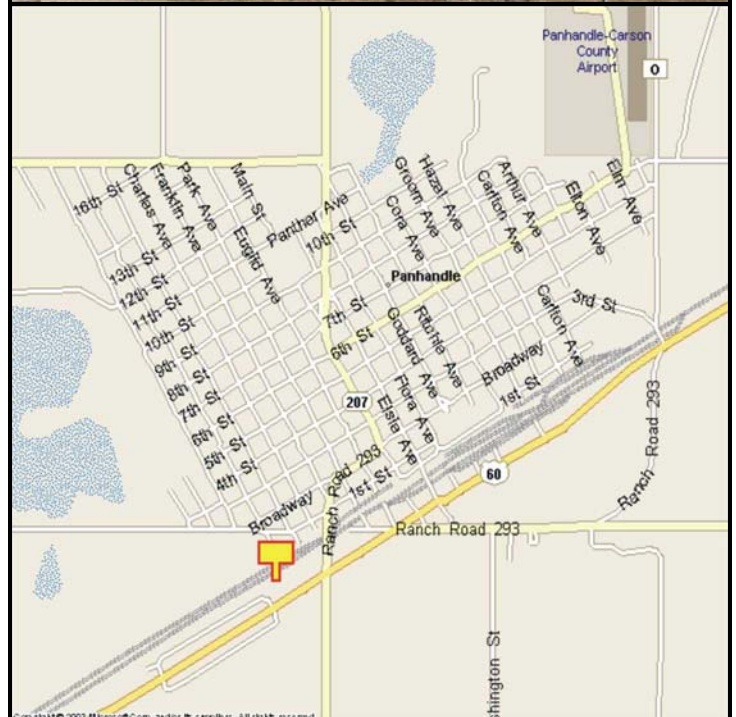 Panhandle-Carson
County
Airport
0
16th St
Charles Ave
Franklin Ave
Park Ave
Main St
Euclid Ave
Panther Ave
10th St
Groom Ave
Hazal Ave
Cora Ave
Arthur Ave
Carlton Ave
Elton Ave
Elm Ave
13th St
12th St
11th St
10th St
9th St
8th St
7th St
6th St
5th St
4th St
Panhandle
7th St
6th St
Goddard Ave
Ritchie Ave
Carlton Ave
3rd St
Broadway
1st St
207
Flora Ave
Elsie Ave
Ranch Road 293
60
Broadway
Ranch Road 293
1st St
Ranch Road 293
shington St